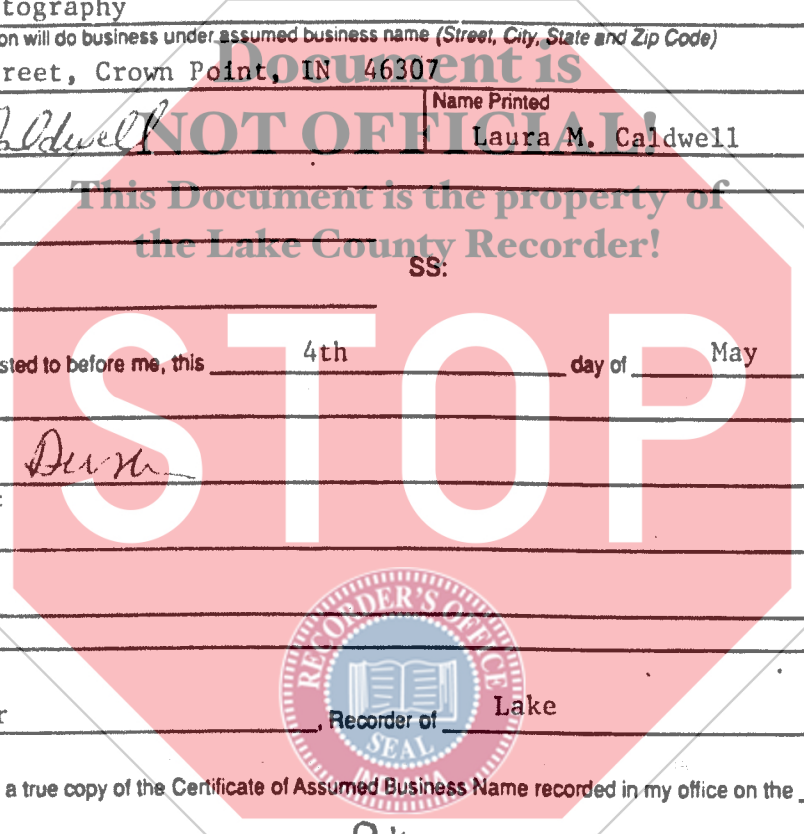 tography
on will do business under assumed business name (Street, City, State and Zip Code)
reet, Crown Point, IN 46307
Document is
Name Printed
aldwell
NOT OFFICIAL!
Laura M. Caldwell
This Document is the property of
the Lake County Recorder!
SS:
STOP
sted to before me, this 4th day of May
RECORDER'S OFFICE
SEAL
INDIANA
r , Recorder of Lake
a true copy of the Certificate of Assumed Business Name recorded in my office on the